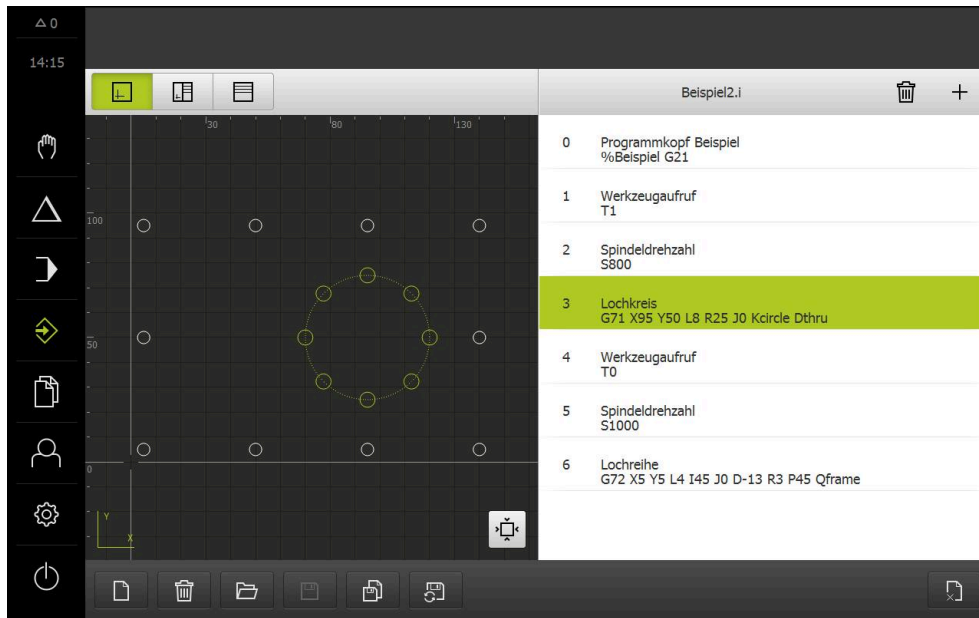 △ 0
14:15
Beispiel2.i
30
80
130
100
50
0
Y
X
0 Programmkopf Beispiel
%Beispiel G21
1 Werkzeugaufruf
T1
2 Spindeldrehzahl
S800
3 Lochkreis
G71 X95 Y50 L8 R25 J0 Kcircle Dthru
4 Werkzeugaufruf
T0
5 Spindeldrehzahl
S1000
6 Lochreihe
G72 X5 Y5 L4 I45 J0 D-13 R3 P45 Qframe